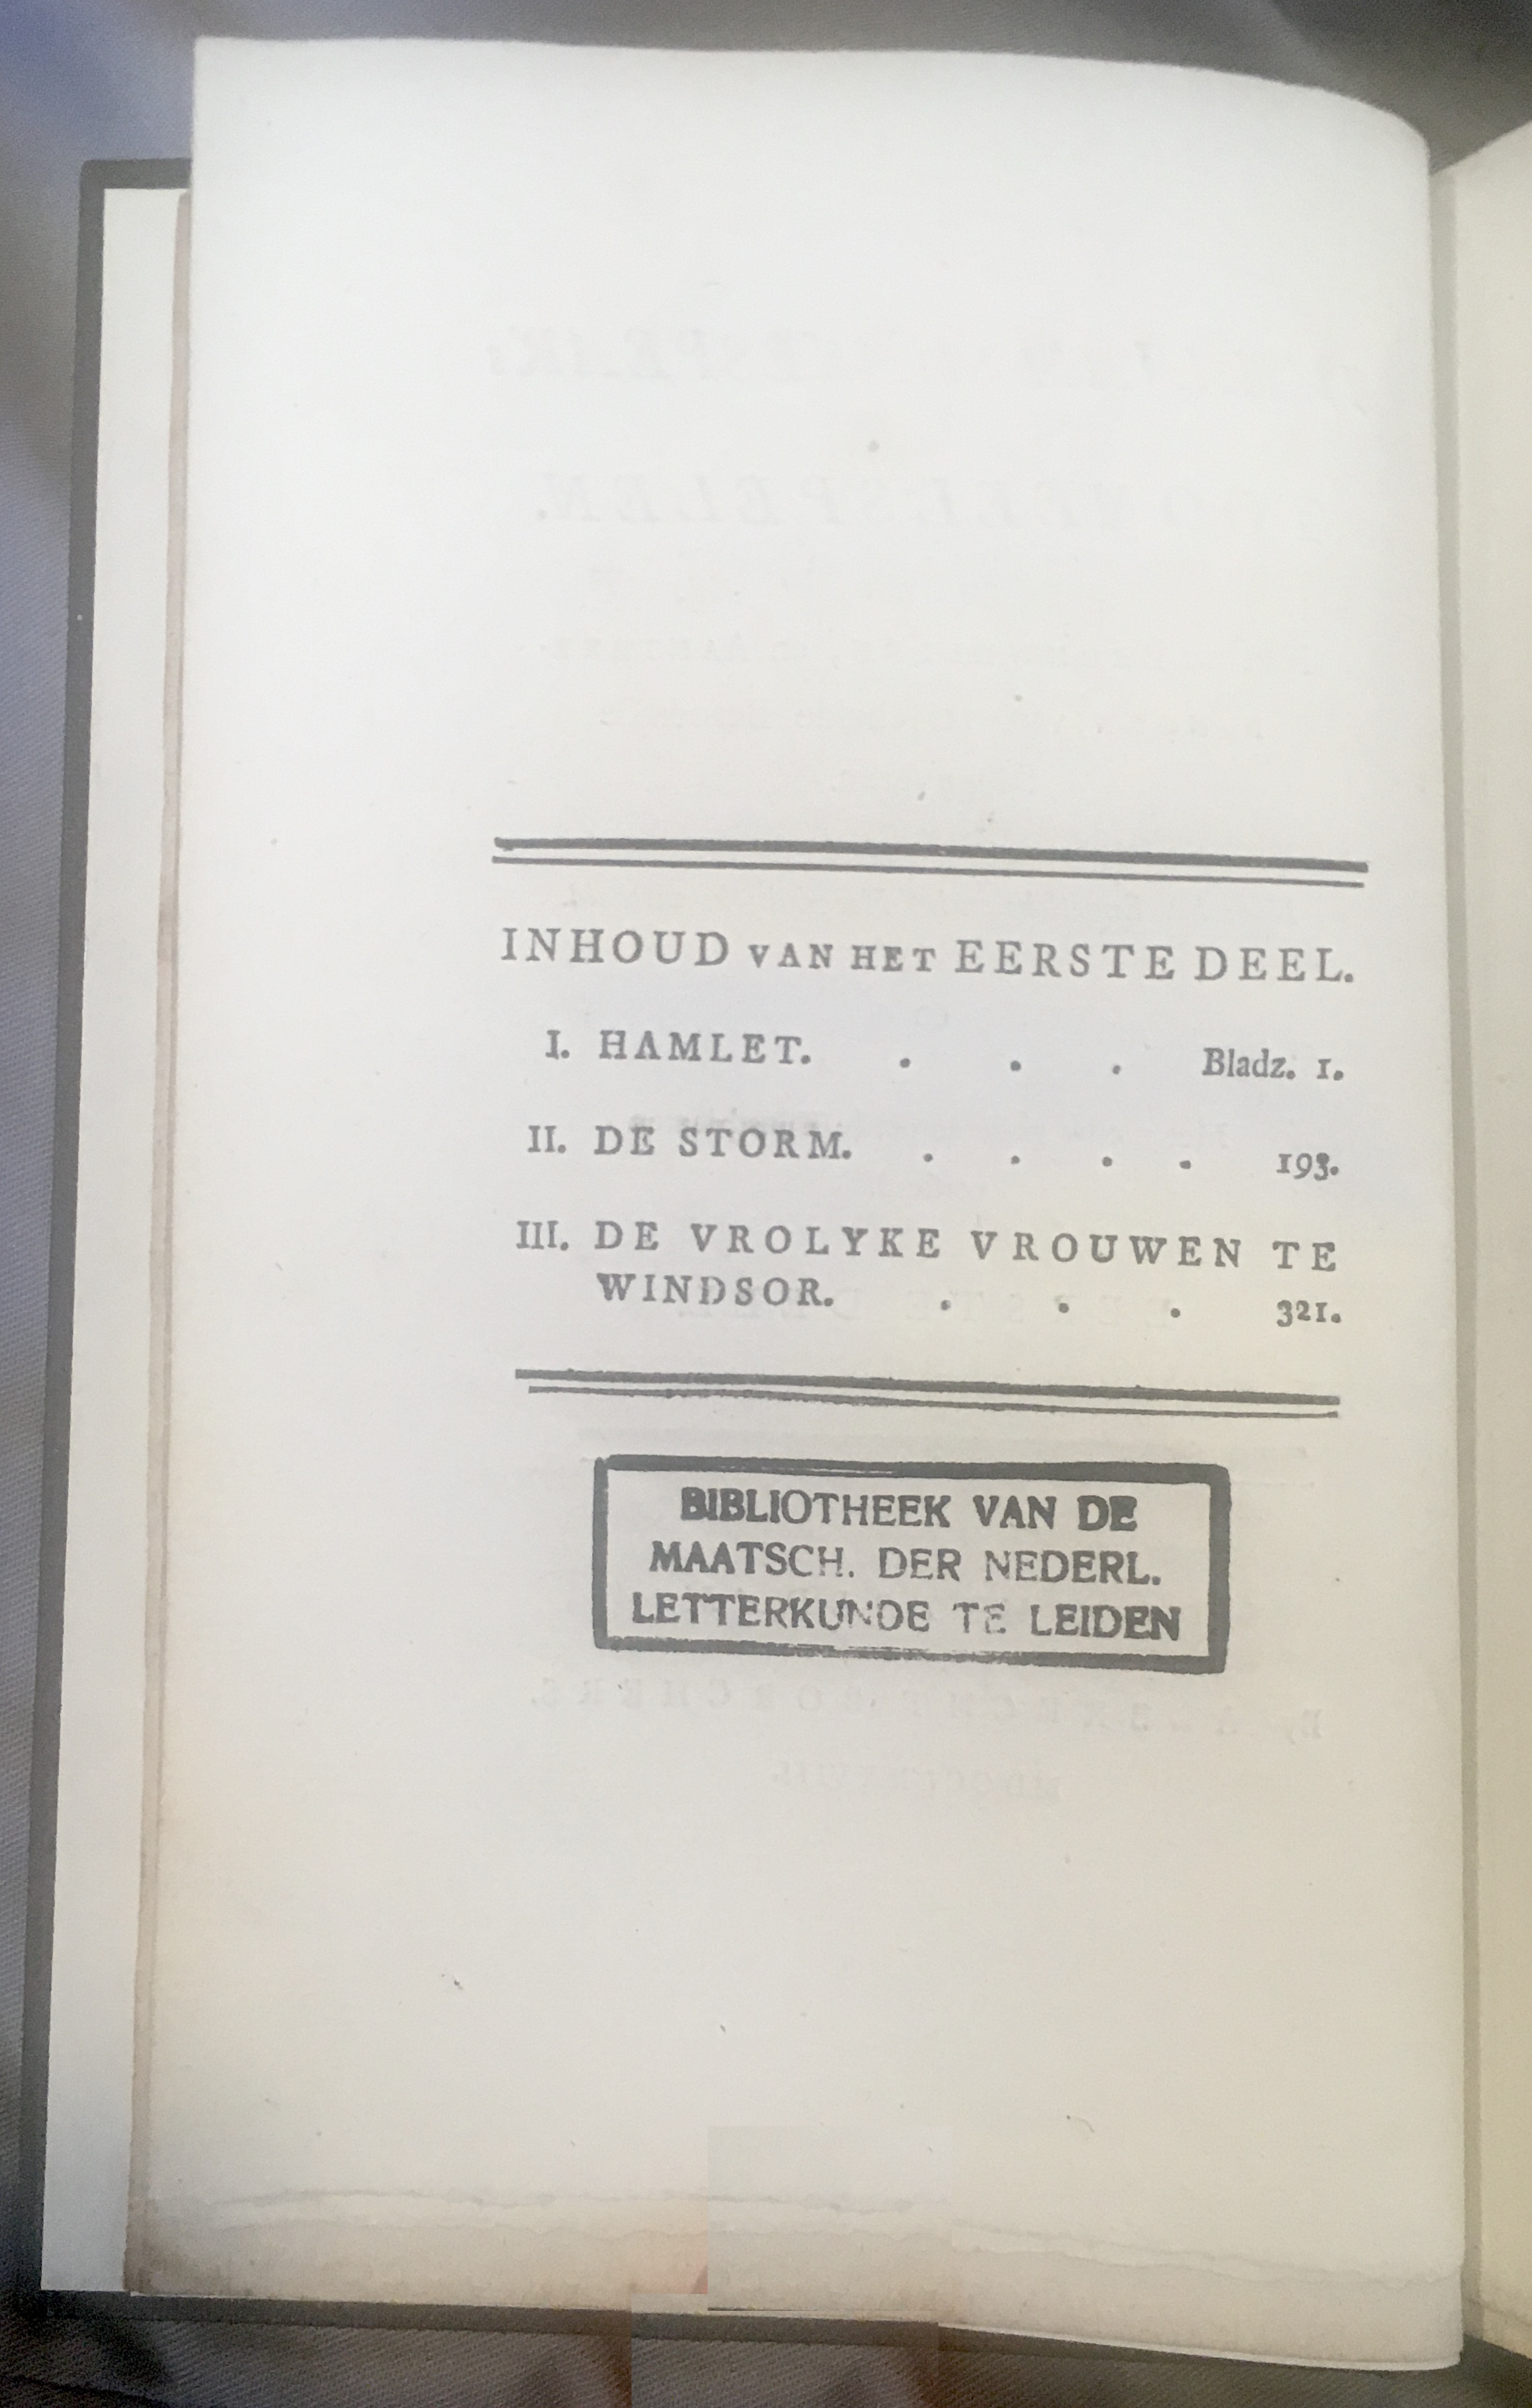 INHOUD VAN HET EERSTE DEEL.
I. HAMLET. . . . Bladz. 1.
II. DE STORM. . . . . 193.
III. DE VROLYKE VROUWEN TE
WINDSOR. . . . 321.
BIBLIOTHEEK VAN DE
MAATSCH. DER NEDERL.
LETTERKUNDE TE LEIDEN